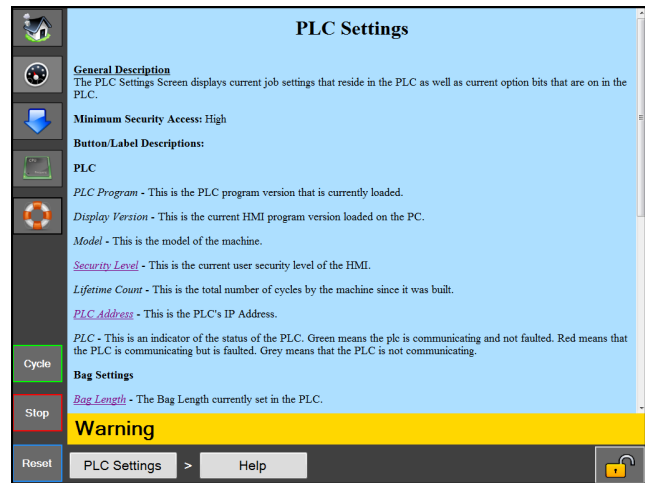 PLC Settings
General Description
The PLC Settings Screen displays current job settings that reside in the PLC as well as current option bits that are on in the
PLC.
Minimum Security Access: High
Button/Label Descriptions:
PLC
PLC Program - This is the PLC program version that is currently loaded.
Display Version - This is the current HMI program version loaded on the PC.
Model - This is the model of the machine.
Security Level - This is the current user security level of the HMI.
Lifetime Count - This is the total number of cycles by the machine since it was built.
PLC Address - This is the PLC's IP Address.
PLC - This is an indicator of the status of the PLC. Green means the plc is communicating and not faulted. Red means that
the PLC is communicating but is faulted. Grey means that the PLC is not communicating.
Bag Settings
Bag Length - The Bag Length currently set in the PLC.
Cycle
Stop
Warning
Reset
PLC Settings > Help